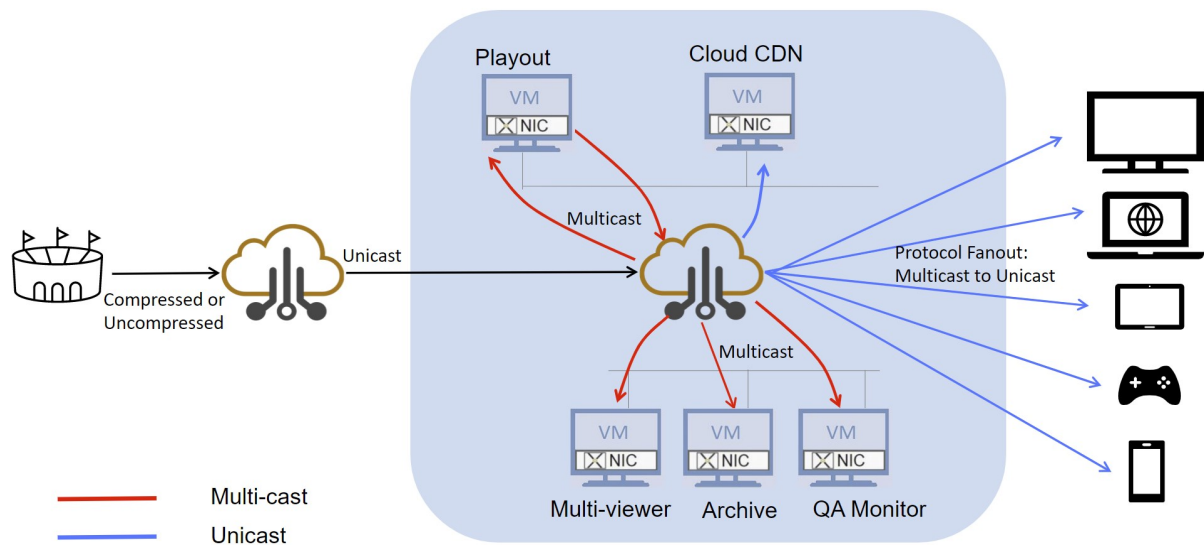 Playout
Cloud CDN
VM
NIC
VM
NIC
Multicast
Unicast
Compressed or
Uncompressed
Protocol Fanout:
Multicast to Unicast
Multicast
VM
NIC
VM
NIC
VM
NIC
Multi-viewer
Archive
QA Monitor
Multi-cast
Unicast